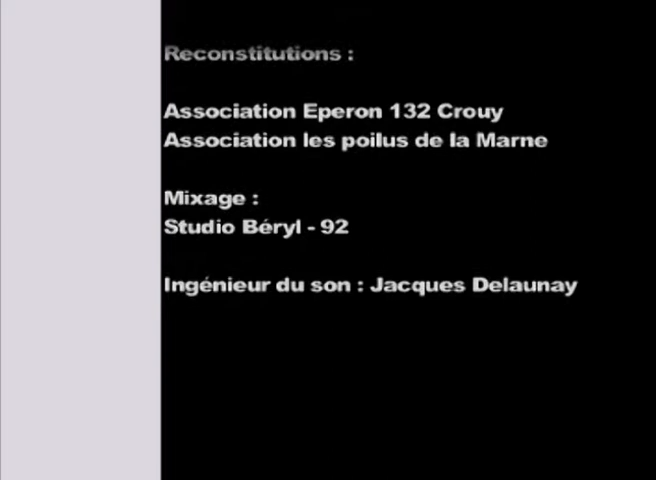 Reconstitutions :
Association Eperon 132 Crouy
Association les poilus de la Marne
Mixage :
Studio Béryl - 92
Ingénieur du son : Jacques Delaunay